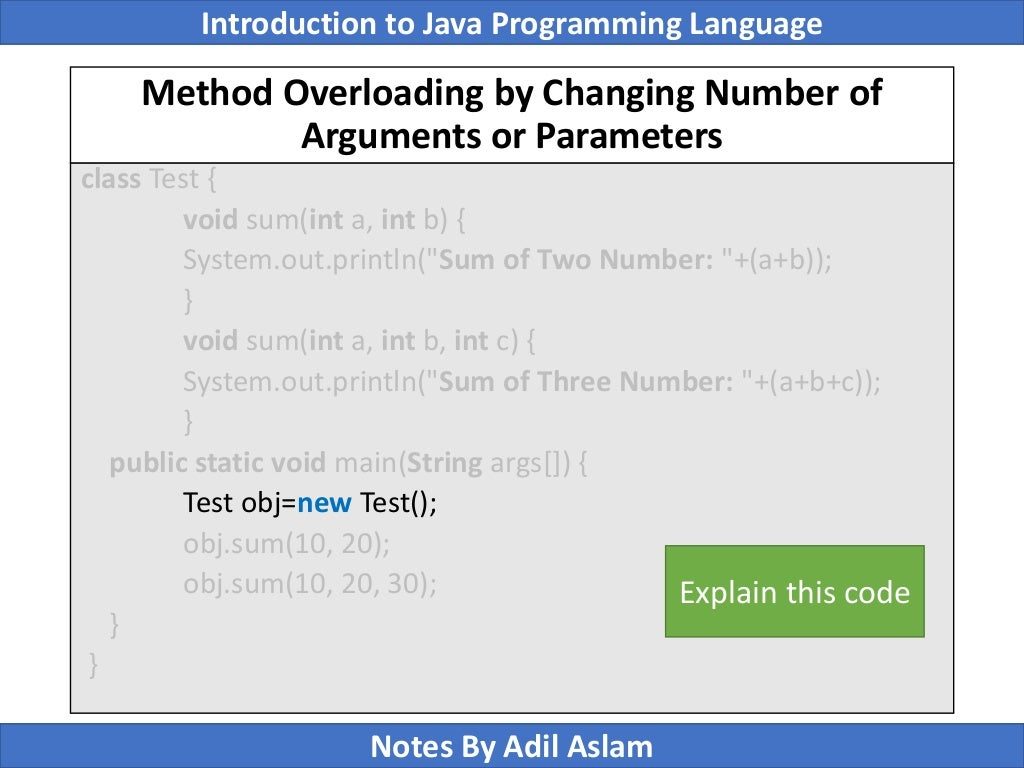 Introduction to Java Programming Language
Method Overloading by Changing Number of
Arguments or Parameters
class Test {
void sum(int a, int b) {
System.out.println("Sum of Two Number: "+(a+b));
}
void sum(int a, int b, int c) {
System.out.println("Sum of Three Number: "+(a+b+c));
}
public static void main(String args[]) {
Test obj=new Test();
obj.sum(10, 20);
obj.sum(10, 20, 30);
}
}
Explain this code
Notes By Adil Aslam